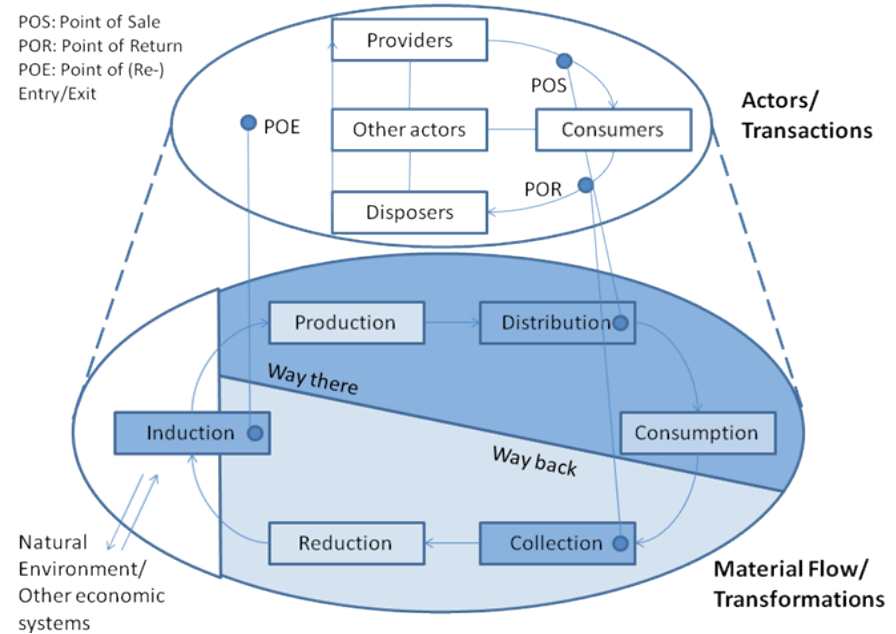 POS: Point of Sale
POR: Point of Return
POE: Point of (Re-)
Entry/Exit
Providers
POS
Actors/
Transactions
POE
Other actors
Consumers
POR
Disposers
Production
Distribution
Way there
Induction
Consumption
Way back
Reduction
Collection
Natural
Environment/
Other economic
systems
Material Flow/
Transformations